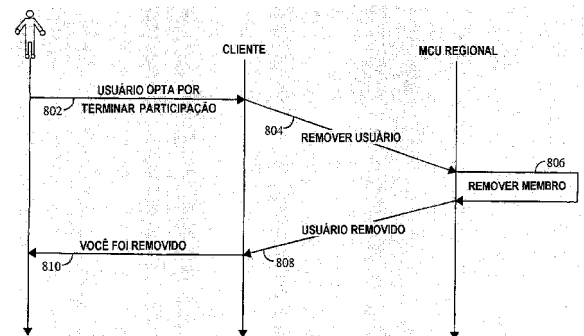 CLIENTE
MCU REGIONAL
USUÁRIO OPTA POR
TERMINAR PARTICIPAÇÃO
802
804
REMOVER USUÁRIO
806
REMOVER MEMBRO
USUÁRIO REMOVIDO
808
VOCÊ FOI REMOVIDO
810